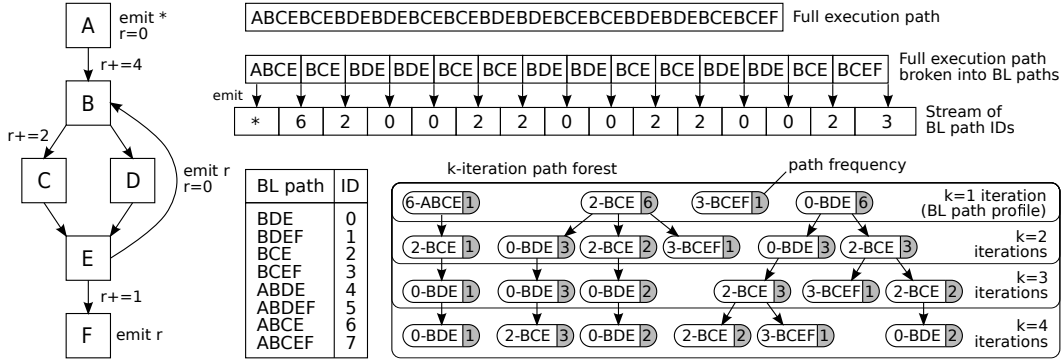 A
emit *
r=0
r+=4
B
r+=2
C
D
emit r
r=0
E
r+=1
F
emit r
ABCEBCEBDEBDEBCEBCEBDEBDEBCEBCEBDEBDEBCEBCEF
Full execution path
ABCE BCE BDE BDE BCE BCE BDE BDE BCE BCE BDE BDE BCE BCEF
Full execution path
broken into BL paths
emit
* 6 2 0 0 2 2 0 0 2 2 0 0 2 3
Stream of
BL path IDs
BL path ID
BDE 0
BDEF 1
BCE 2
BCEF 3
ABDE 4
ABDEF 5
ABCE 6
ABCEF 7
k-iteration path forest
path frequency
6-ABCE 1 2-BCE 6 3-BCEF 1 0-BDE 6
k=1 iteration
(BL path profile)
2-BCE 1 0-BDE 3 2-BCE 2 3-BCEF 1 0-BDE 3 2-BCE 3
k=2
iterations
0-BDE 1 0-BDE 3 0-BDE 2 2-BCE 3 3-BCEF 1 2-BCE 2
k=3
iterations
0-BDE 1 2-BCE 3 0-BDE 2 2-BCE 2 3-BCEF 1 0-BDE 2
k=4
iterations